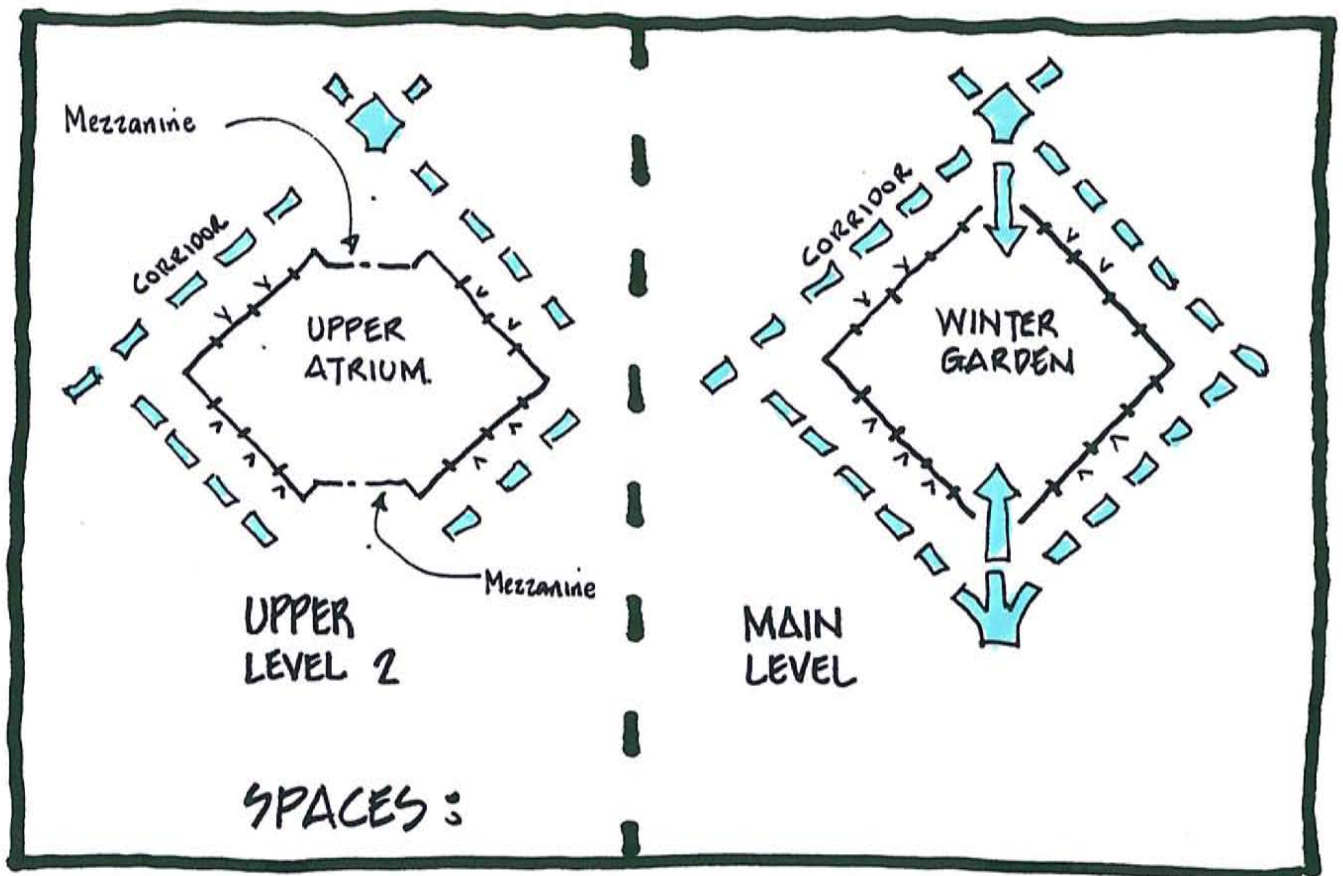 Mezzanine
CORRIDOR
UPPER
ATRIUM.
Mezzanine
UPPER
LEVEL 2
SPACES:
CORRIDOR
WINTER
GARDEN
MAIN
LEVEL